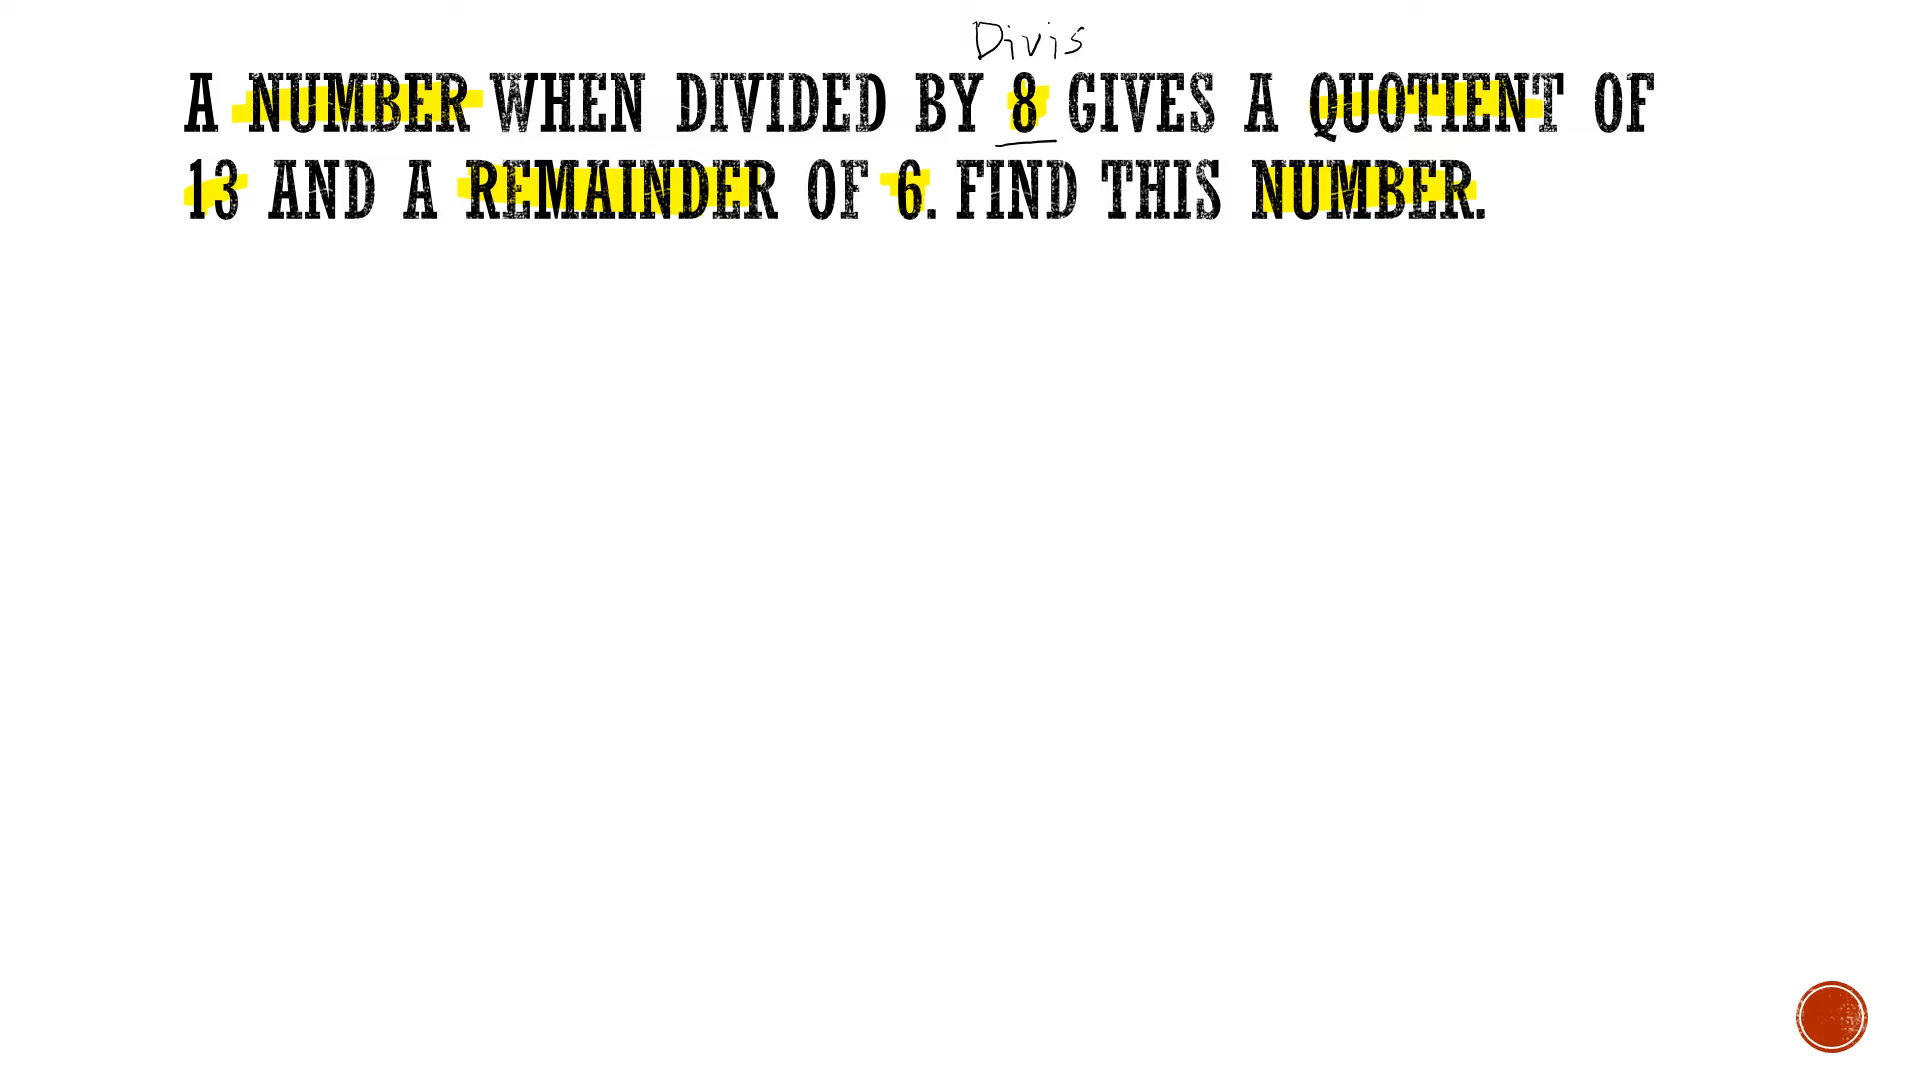 Divis
A NUMBER WHEN DIVIDED BY 8 GIVES A QUOTIENT OF
13 AND A REMAINDER OF 6. FIND THIS NUMBER.